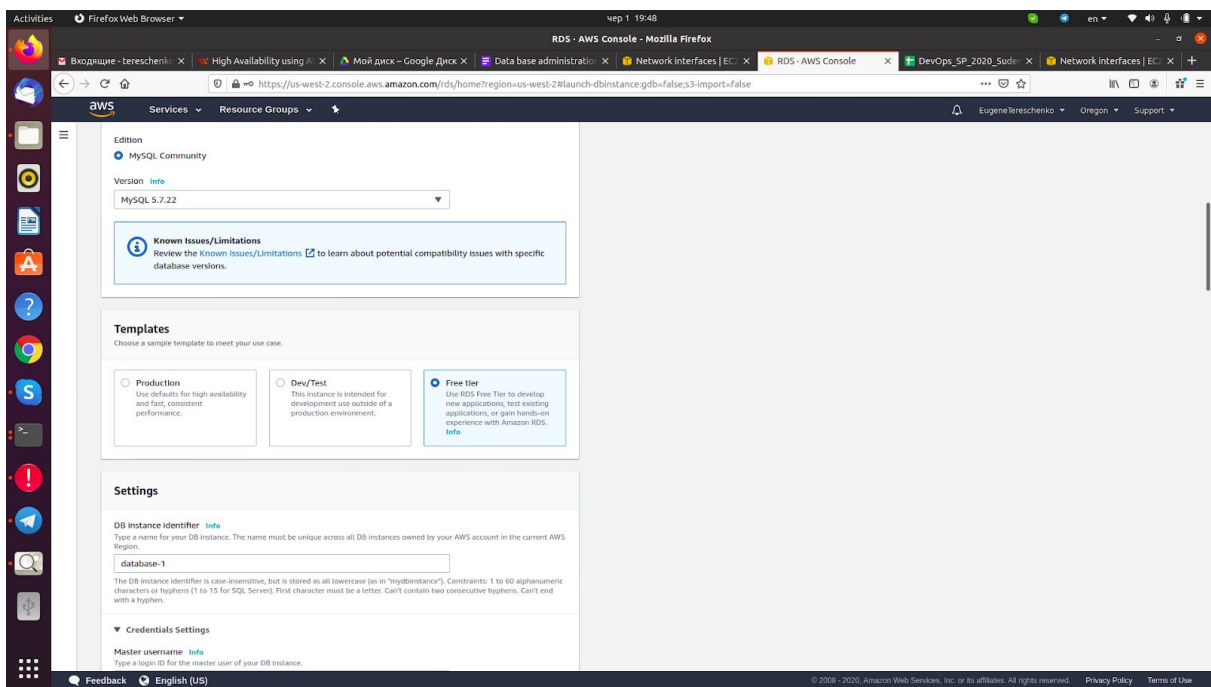 Activities
Firefox Web Browser
чер 1 19:48
en
RDS · AWS Console - Mozilla Firefox
Входящие - tereschenko
High Availability using A
Мой диск – Google Диск
Data base administration
Network interfaces | EC2
RDS · AWS Console
DevOps_SP_2020_Suden
Network interfaces | EC2
https://us-west-2.console.aws.amazon.com/rds/home?region=us-west-2#launch-dbinstance:gdb=false;s3-import=false
aws
Services
Resource Groups
EugeneTereschenko
Oregon
Support
Edition
MySQL Community
Version Info
MySQL 5.7.22
Known Issues/Limitations
Review the Known Issues/Limitations to learn about potential compatibility issues with specific
database versions.
Templates
Choose a sample template to meet your use case.
Production
Use defaults for high availability
and fast, consistent
performance.
Dev/Test
This instance is intended for
development use outside of a
production environment.
Free tier
Use RDS Free Tier to develop
new applications, test existing
applications, or gain hands-on
experience with Amazon RDS.
Info
Settings
DB instance identifier Info
Type a name for your DB instance. The name must be unique across all DB instances owned by your AWS account in the current AWS
Region.
database-1
The DB instance identifier is case-insensitive, but is stored as all lowercase (as in "mydbinstance"). Constraints: 1 to 60 alphanumeric
characters or hyphens (1 to 15 for SQL Server). First character must be a letter. Can't contain two consecutive hyphens. Can't end
with a hyphen.
Credentials Settings
Master username Info
Type a login ID for the master user of your DB instance.
Feedback
English (US)
© 2008 - 2020, Amazon Web Services, Inc. or its affiliates. All rights reserved.
Privacy Policy
Terms of Use